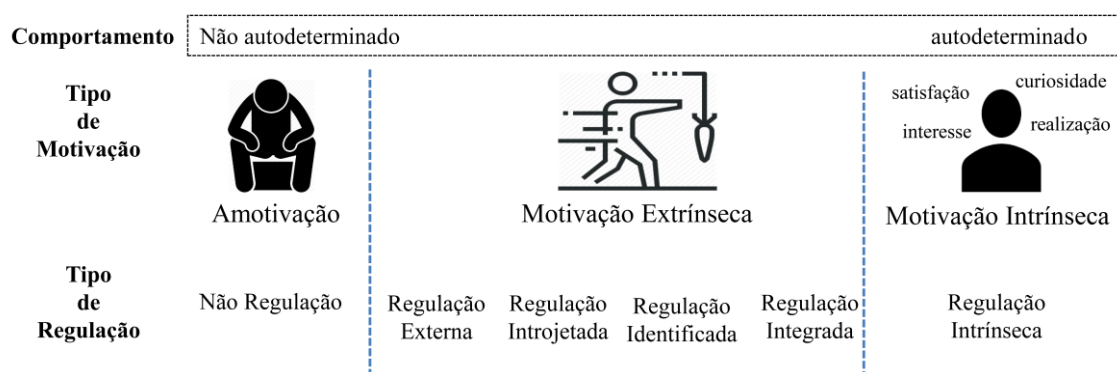 Comportamento Não autodeterminado autodeterminado
Tipo
de
Motivação
satisfação curiosidade
interesse realização
Amotivação Motivação Extrínseca Motivação Intrínseca
Tipo
de
Regulação
Não Regulação
Regulação
Externa
Regulação
Introjetada
Regulação
Identificada
Regulação
Integrada
Regulação
Intrínseca